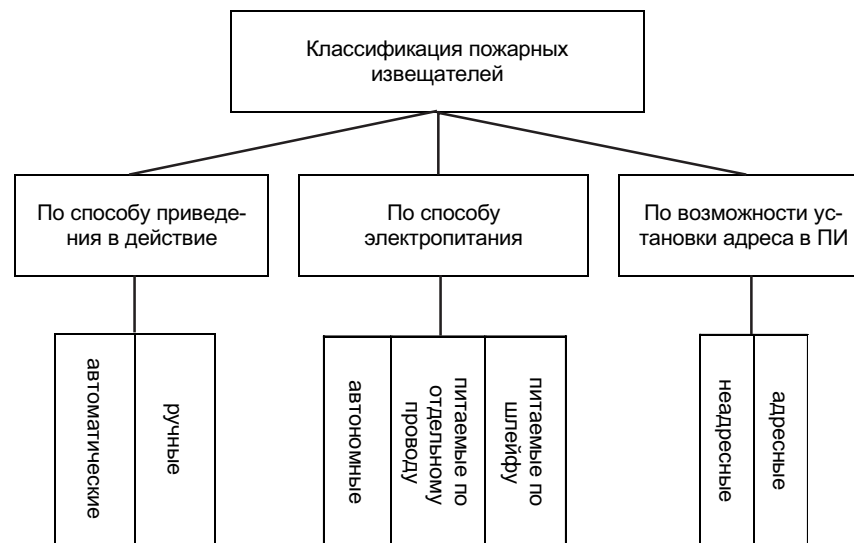 Классификация пожарных
извещателей
По способу приведе-
ния в действие
По способу
электропитания
По возможности ус-
тановки адреса в ПИ
автоматические
ручные
автономные
питаемые по
отдельному
проводу
питаемые по
шлейфу
неадресные
адресные